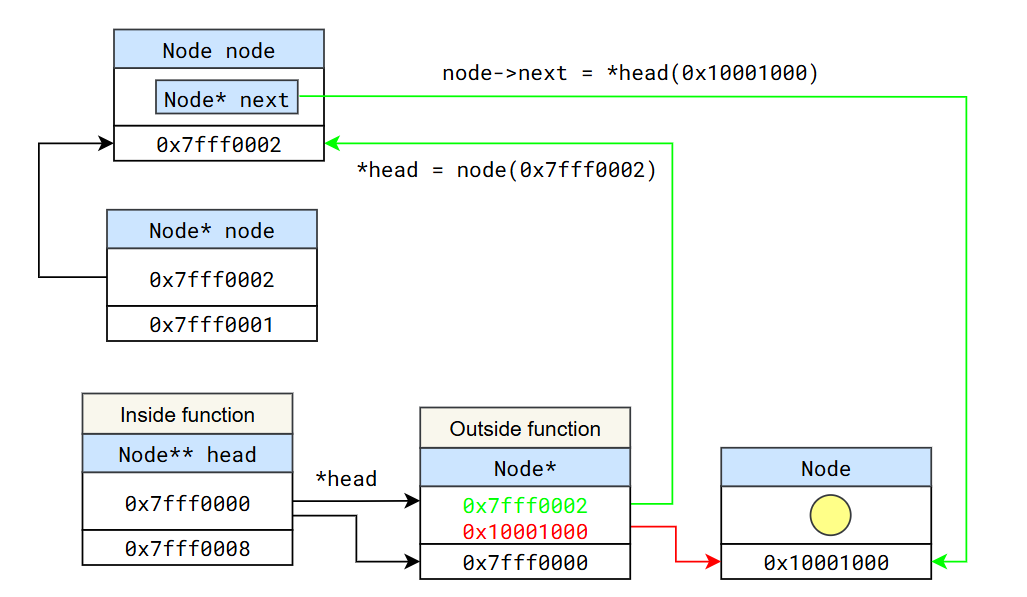 Node node
Node* next
0x7fff0002
node->next = *head(0x10001000)
*head = node(0x7fff0002)
Node* node
0x7fff0002
0x7fff0001
Inside function
Node** head
0x7fff0000
0x7fff0008
*head
Outside function
Node*
0x7fff0002
0x10001000
0x7fff0000
Node
0x10001000